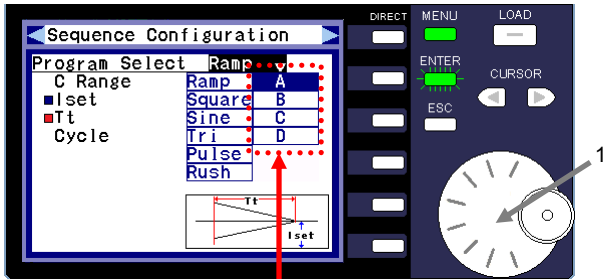 Sequence Configuration
Program Select Ramp
C Range
Iset
Tt
Cycle
Ramp
Square
Sine
Tri
Pulse
Rush
A
B
C
D
Tt
Iset
DIRECT
MENU
LOAD
ENTER
CURSOR
ESC
1